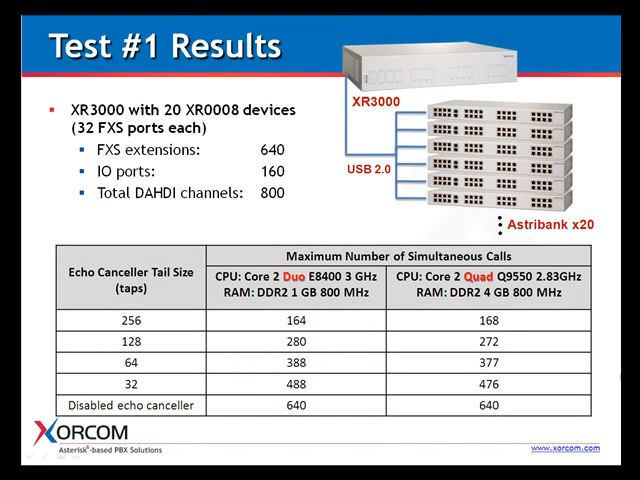 Test #1 Results
XR3000 with 20 XR0008 devices
(32 FXS ports each)
FXS extensions: 640
IO ports: 160
Total DAHDI channels: 800
XR3000
USB 2.0
Astribank x20
Echo Canceller Tail Size
(taps)
Maximum Number of Simultaneous Calls
CPU: Core 2 Duo E8400 3 GHz
RAM: DDR2 1 GB 800 MHz
CPU: Core 2 Quad Q9550 2.83GHz
RAM: DDR2 4 GB 800 MHz
256 164 168
128 280 272
64 388 377
32 488 476
Disabled echo canceller 640 640
XORCOM
Asterisk®-based PBX Solutions
www.xorcom.com